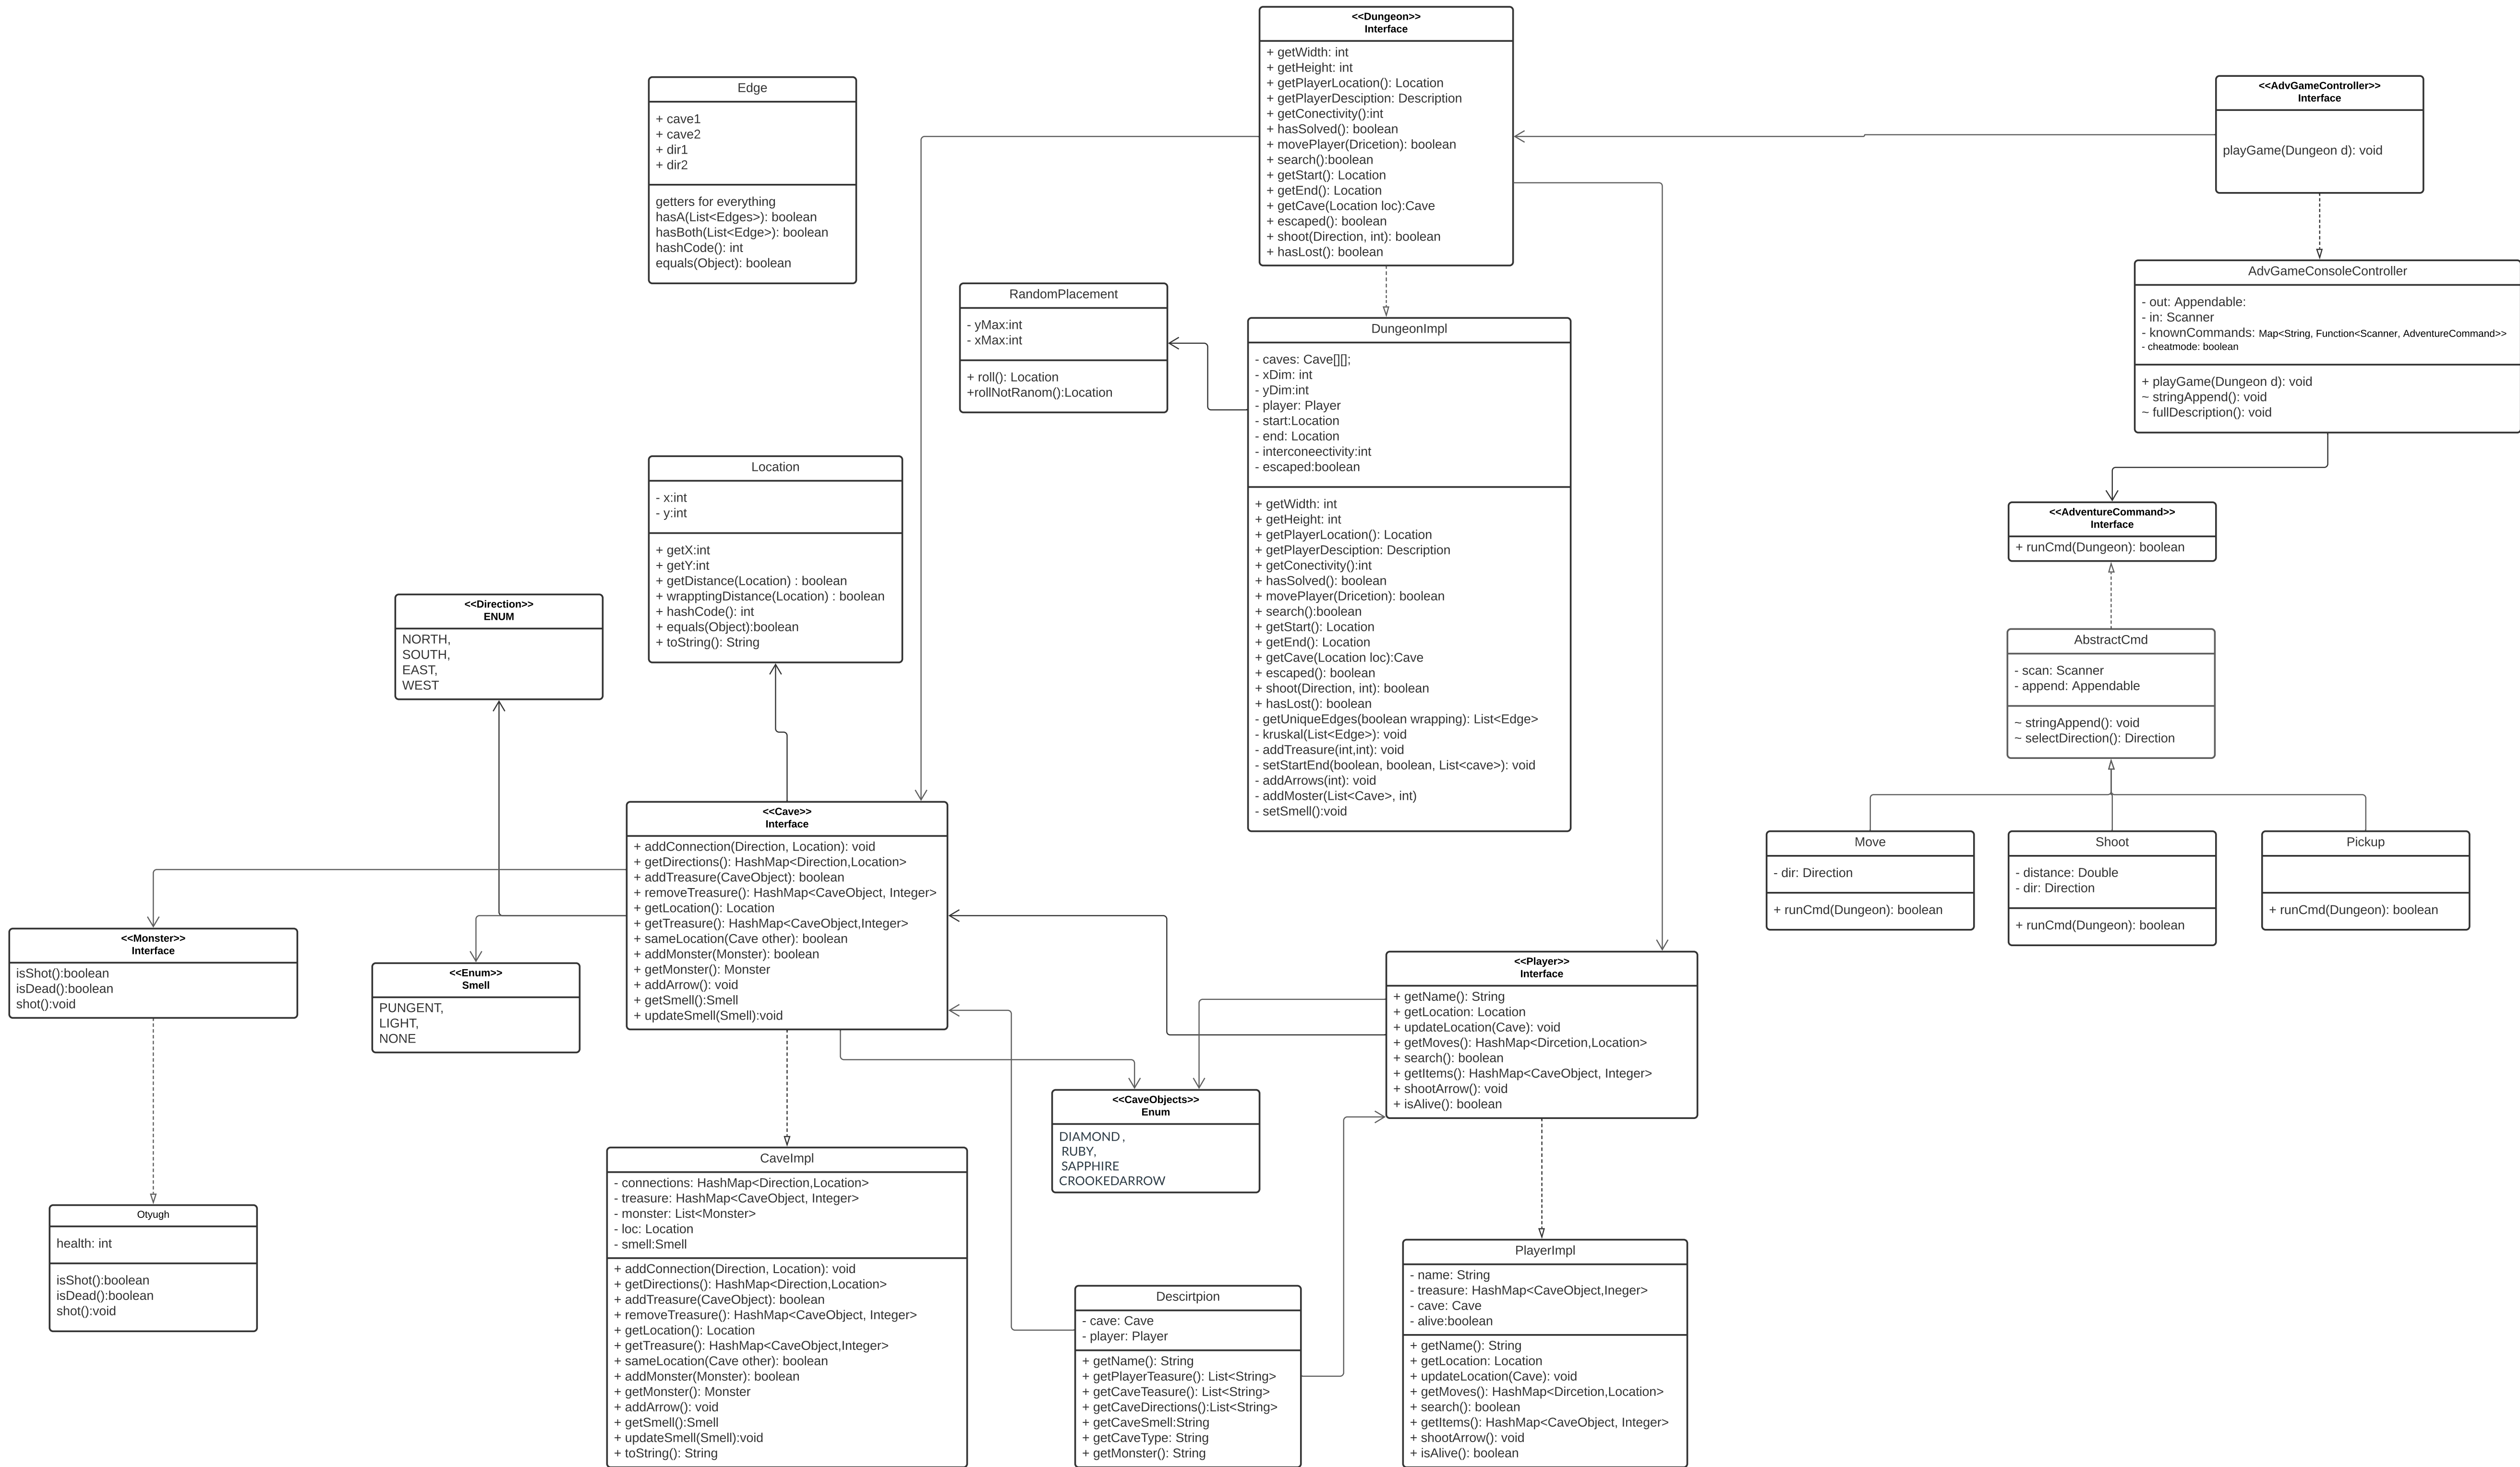 <<Dungeon>>
Interface
+ getWidth: int
+ getHeight: int
+ getPlayerLocation(): Location
+ getPlayerDesciption: Description
+ getConectivity():int
+ hasSolved(): boolean
+ movePlayer(Dricetion): boolean
+ search():boolean
+ getStart(): Location
+ getEnd(): Location
+ getCave(Location loc):Cave
+ escaped(): boolean
+ shoot(Direction, int): boolean
+ hasLost(): boolean
Edge
+ cave1
+ cave2
+ dir1
+ dir2
getters for everything
hasA(List<Edges>): boolean
hasBoth(List<Edge>): boolean
hashCode(): int
equals(Object): boolean
<<AdvGameController>>
Interface
playGame(Dungeon d): void
AdvGameConsoleController
- out: Appendable:
- in: Scanner
- knownCommands: Map<String, Function<Scanner, AdventureCommand>>
- cheatmode: boolean
+ playGame(Dungeon d): void
~ stringAppend(): void
~ fullDescription(): void
RandomPlacement
- yMax:int
- xMax:int
+ roll(): Location
+rollNotRanom():Location
DungeonImpl
- caves: Cave[][];
- xDim: int
- yDim:int
- player: Player
- start:Location
- end: Location
- interconeectivity:int
- escaped:boolean
+ getWidth: int
+ getHeight: int
+ getPlayerLocation(): Location
+ getPlayerDesciption: Description
+ getConectivity():int
+ hasSolved(): boolean
+ movePlayer(Dricetion): boolean
+ search():boolean
+ getStart(): Location
+ getEnd(): Location
+ getCave(Location loc):Cave
+ escaped(): boolean
+ shoot(Direction, int): boolean
+ hasLost(): boolean
- getUniqueEdges(boolean wrapping): List<Edge>
- kruskal(List<Edge>): void
- addTreasure(int,int): void
- setStartEnd(boolean, boolean, List<cave>): void
- addArrows(int): void
- addMoster(List<Cave>, int)
- setSmell():void
Location
- x:int
- y:int
+ getX:int
+ getY:int
+ getDistance(Location) : boolean
+ wrapptingDistance(Location) : boolean
+ hashCode(): int
+ equals(Object):boolean
+ toString(): String
<<AdventureCommand>>
Interface
+ runCmd(Dungeon): boolean
<<Direction>>
ENUM
NORTH,
SOUTH,
EAST,
WEST
AbstractCmd
- scan: Scanner
- append: Appendable
~ stringAppend(): void
~ selectDirection(): Direction
<<Cave>>
Interface
+ addConnection(Direction, Location): void
+ getDirections(): HashMap<Direction,Location>
+ addTreasure(CaveObject): boolean
+ removeTreasure(): HashMap<CaveObject, Integer>
+ getLocation(): Location
+ getTreasure(): HashMap<CaveObject,Integer>
+ sameLocation(Cave other): boolean
+ addMonster(Monster): boolean
+ getMonster(): Monster
+ addArrow(): void
+ getSmell():Smell
+ updateSmell(Smell):void
Move
- dir: Direction
+ runCmd(Dungeon): boolean
Shoot
- distance: Double
- dir: Direction
+ runCmd(Dungeon): boolean
Pickup
+ runCmd(Dungeon): boolean
<<Monster>>
Interface
isShot():boolean
isDead():boolean
shot():void
<<Enum>>
Smell
PUNGENT,
LIGHT,
NONE
<<Player>>
Interface
+ getName(): String
+ getLocation: Location
+ updateLocation(Cave): void
+ getMoves(): HashMap<Dircetion,Location>
+ search(): boolean
+ getItems(): HashMap<CaveObject, Integer>
+ shootArrow(): void
+ isAlive(): boolean
<<CaveObjects>>
Enum
DIAMOND ,
RUBY,
SAPPHIRE
CROOKEDARROW
CaveImpl
- connections: HashMap<Direction,Location>
- treasure: HashMap<CaveObject, Integer>
- monster: List<Monster>
- loc: Location
- smell:Smell
+ addConnection(Direction, Location): void
+ getDirections(): HashMap<Direction,Location>
+ addTreasure(CaveObject): boolean
+ removeTreasure(): HashMap<CaveObject, Integer>
+ getLocation(): Location
+ getTreasure(): HashMap<CaveObject,Integer>
+ sameLocation(Cave other): boolean
+ addMonster(Monster): boolean
+ getMonster(): Monster
+ addArrow(): void
+ getSmell():Smell
+ updateSmell(Smell):void
+ toString(): String
Otyugh
health: int
isShot():boolean
isDead():boolean
shot():void
PlayerImpl
- name: String
- treasure: HashMap<CaveObject,Ineger>
- cave: Cave
- alive:boolean
+ getName(): String
+ getLocation: Location
+ updateLocation(Cave): void
+ getMoves(): HashMap<Dircetion,Location>
+ search(): boolean
+ getItems(): HashMap<CaveObject, Integer>
+ shootArrow(): void
+ isAlive(): boolean
Descirtpion
- cave: Cave
- player: Player
+ getName(): String
+ getPlayerTeasure(): List<String>
+ getCaveTeasure(): List<String>
+ getCaveDirections():List<String>
+ getCaveSmell:String
+ getCaveType: String
+ getMonster(): String